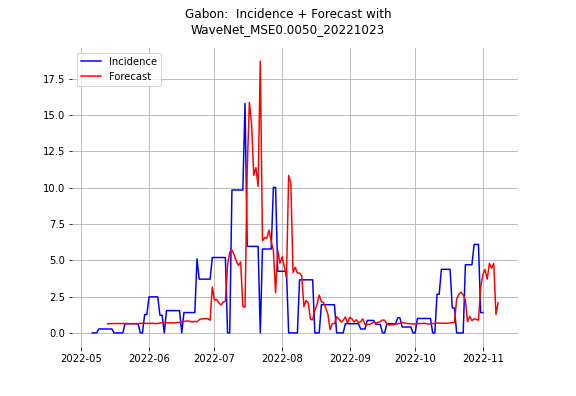 Gabon:  Incidence + Forecast with
WaveNet_MSE0.0050_20221023
Incidence
Forecast
17.5
15.0
12.5
10.0
7.5
5.0
2.5
0.0
2022-05 2022-06 2022-07 2022-08 2022-09 2022-10 2022-11